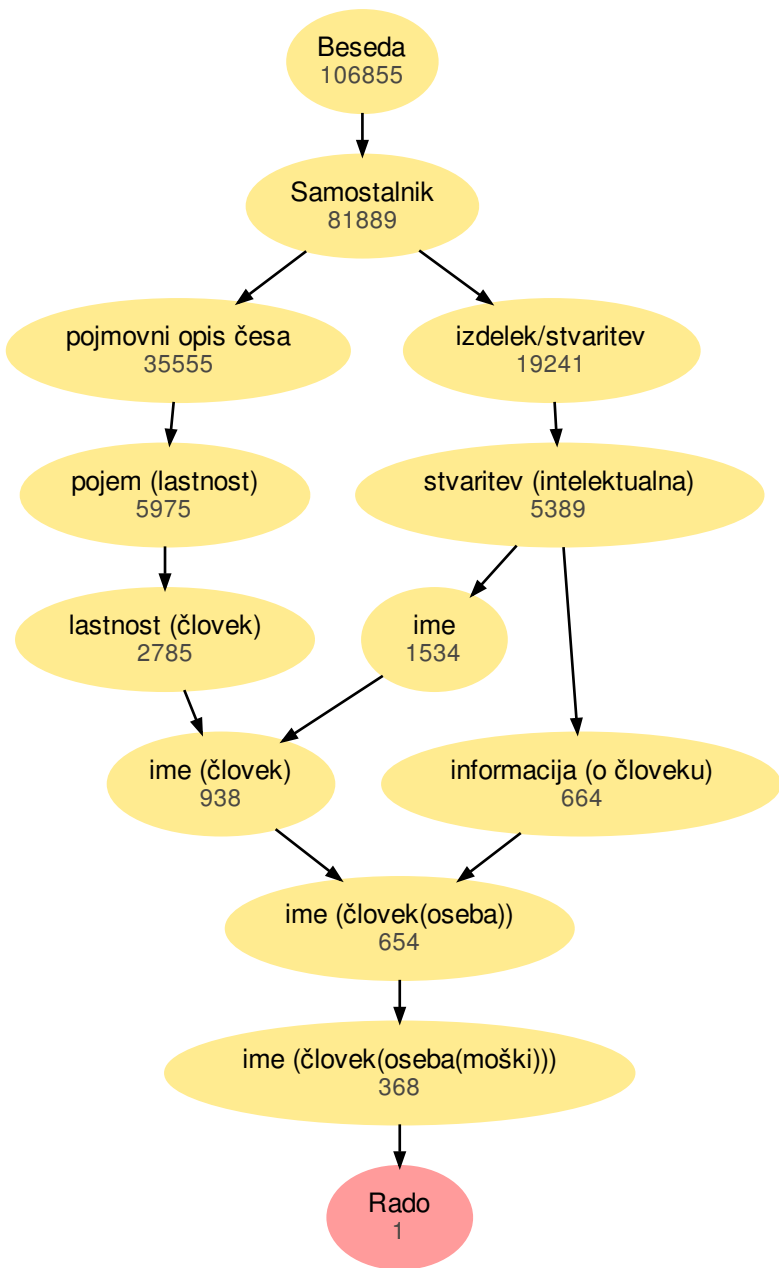 Beseda
106855
Samostalnik
81889
pojmovni opis česa
35555
izdelek/stvaritev
19241
pojem (lastnost)
5975
stvaritev (intelektualna)
5389
lastnost (človek)
2785
ime
1534
ime (človek)
938
informacija (o človeku)
664
ime (človek(oseba))
654
ime (človek(oseba(moški)))
368
Rado
1